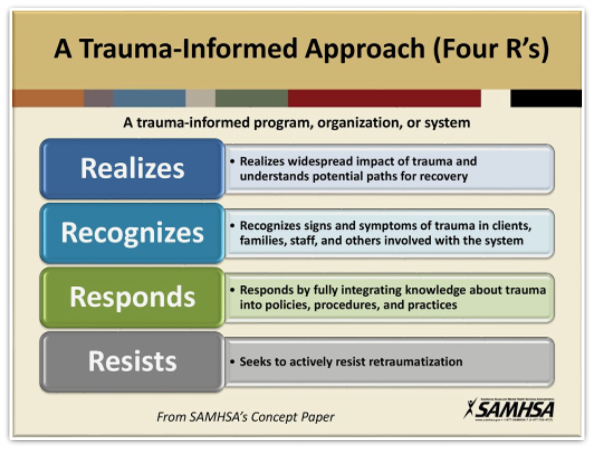 A Trauma-Informed Approach (Four R's)
A trauma-informed program, organization, or system
Realizes
• Realizes widespread impact of trauma and
understands potential paths for recovery
Recognizes
• Recognizes signs and symptoms of trauma in clients,
families, staff, and others involved with the system
Responds
• Responds by fully integrating knowledge about trauma
into policies, procedures, and practices
Resists
• Seeks to actively resist retraumatization
From SAMHSA's Concept Paper
SAMHSA